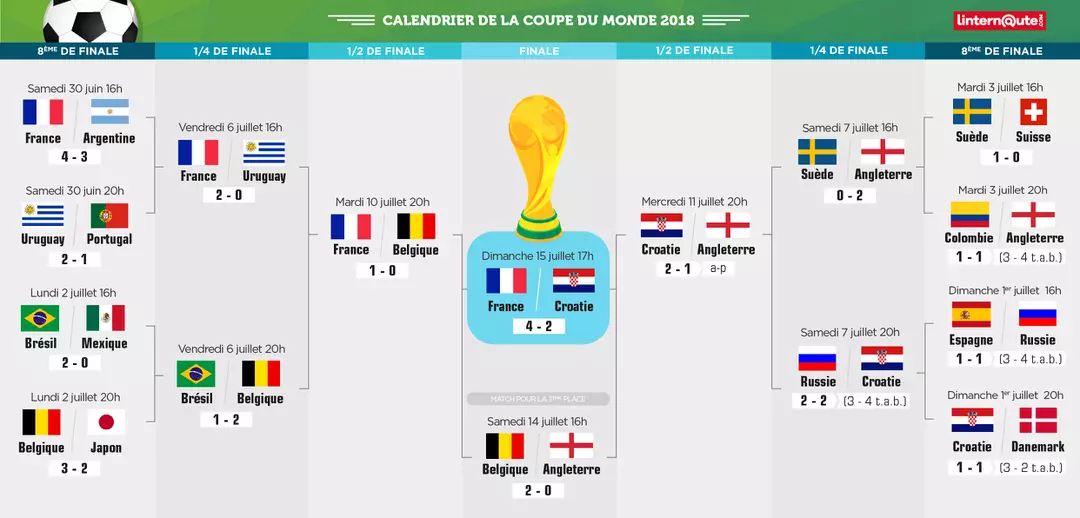 CALENDRIER DE LA COUPE DU MONDE 2018
linternaute.com
8ÈME DE FINALE
1/4 DE FINALE
1/2 DE FINALE
FINALE
1/2 DE FINALE
1/4 DE FINALE
8ÈME DE FINALE
Samedi 30 juin 16h
France Argentine
4 - 3
Samedi 30 juin 20h
Uruguay Portugal
2 - 1
Lundi 2 juillet 16h
Brésil Mexique
2 - 0
Lundi 2 juillet 20h
Belgique Japon
3 - 2
Vendredi 6 juillet 16h
France Uruguay
2 - 0
Vendredi 6 juillet 20h
Brésil Belgique
1 - 2
Mardi 10 juillet 20h
France Belgique
1 - 0
Dimanche 15 juillet 17h
France Croatie
4 - 2
MATCH POUR LA 3ÈME PLACE
Samedi 14 juillet 16h
Belgique Angleterre
2 - 0
Mercredi 11 juillet 20h
Croatie Angleterre
2 - 1 a-p
Samedi 7 juillet 16h
Suède Angleterre
0 - 2
Samedi 7 juillet 20h
Russie Croatie
2 - 2 (3 - 4 t.a.b.)
Mardi 3 juillet 16h
Suède Suisse
1 - 0
Mardi 3 juillet 20h
Colombie Angleterre
1 - 1 (3 - 4 t.a.b.)
Dimanche 1er juillet 16h
Espagne Russie
1 - 1 (3 - 4 t.a.b.)
Dimanche 1er juillet 20h
Croatie Danemark
1 - 1 (3 - 2 t.a.b.)